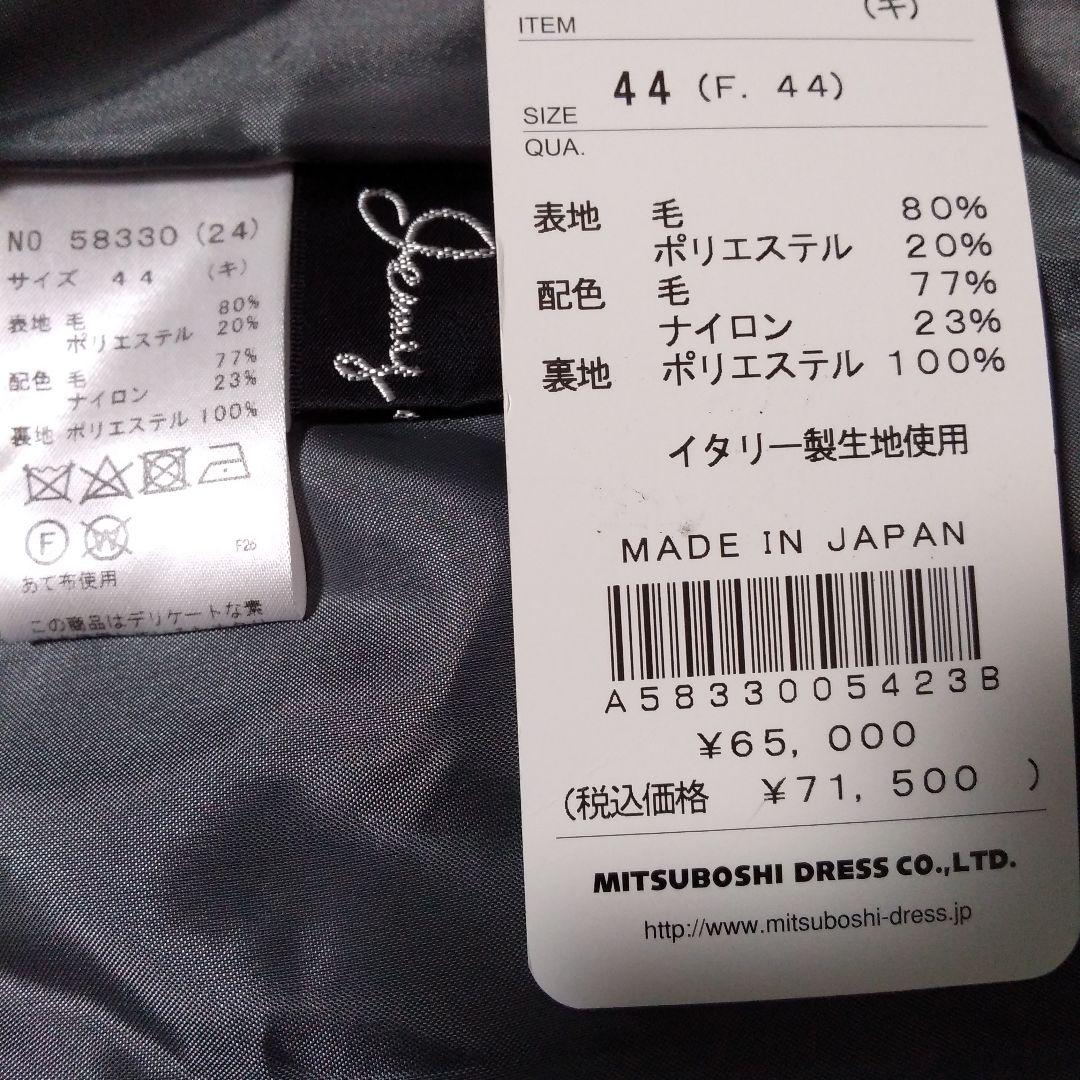 NO 58330 (24)
サイズ 44 (キ)
表地 毛 80%
ポリエステル 20%
配色 毛 77%
ナイロン 23%
裏地 ポリエステル 100%
F
W
F26
あて布使用
この商品はデリケートな素
(キ)
ITEM
44 (F. 44)
SIZE
QUA.
表地 毛 80%
ポリエステル 20%
配色 毛 77%
ナイロン 23%
裏地 ポリエステル 100%
イタリー製生地使用
MADE IN JAPAN
A5833005423B
¥65, 000
(税込価格 ¥71, 500 )
MITSUBOSHI DRESS CO.,LTD.
http://www.mitsuboshi-dress.jp